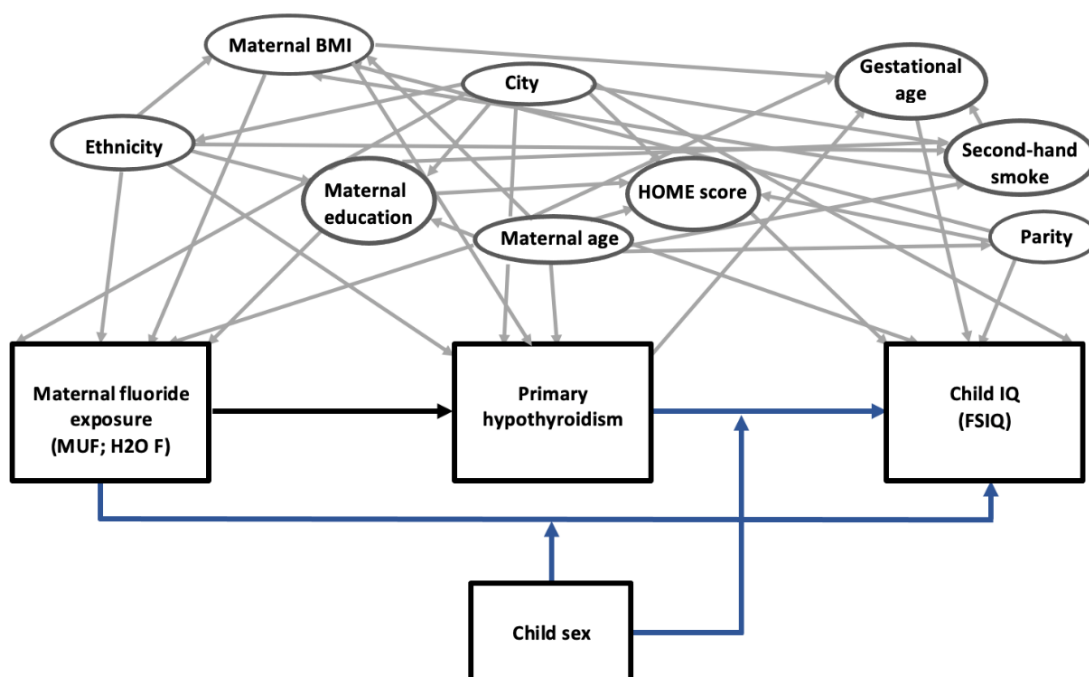 Maternal BMI
City
Gestational
age
Ethnicity
Second-hand
smoke
Maternal
education
HOME score
Maternal age
Parity
Maternal fluoride
exposure
(MUF; H2O F)
Primary
hypothyroidism
Child IQ
(FSIQ)
Child sex